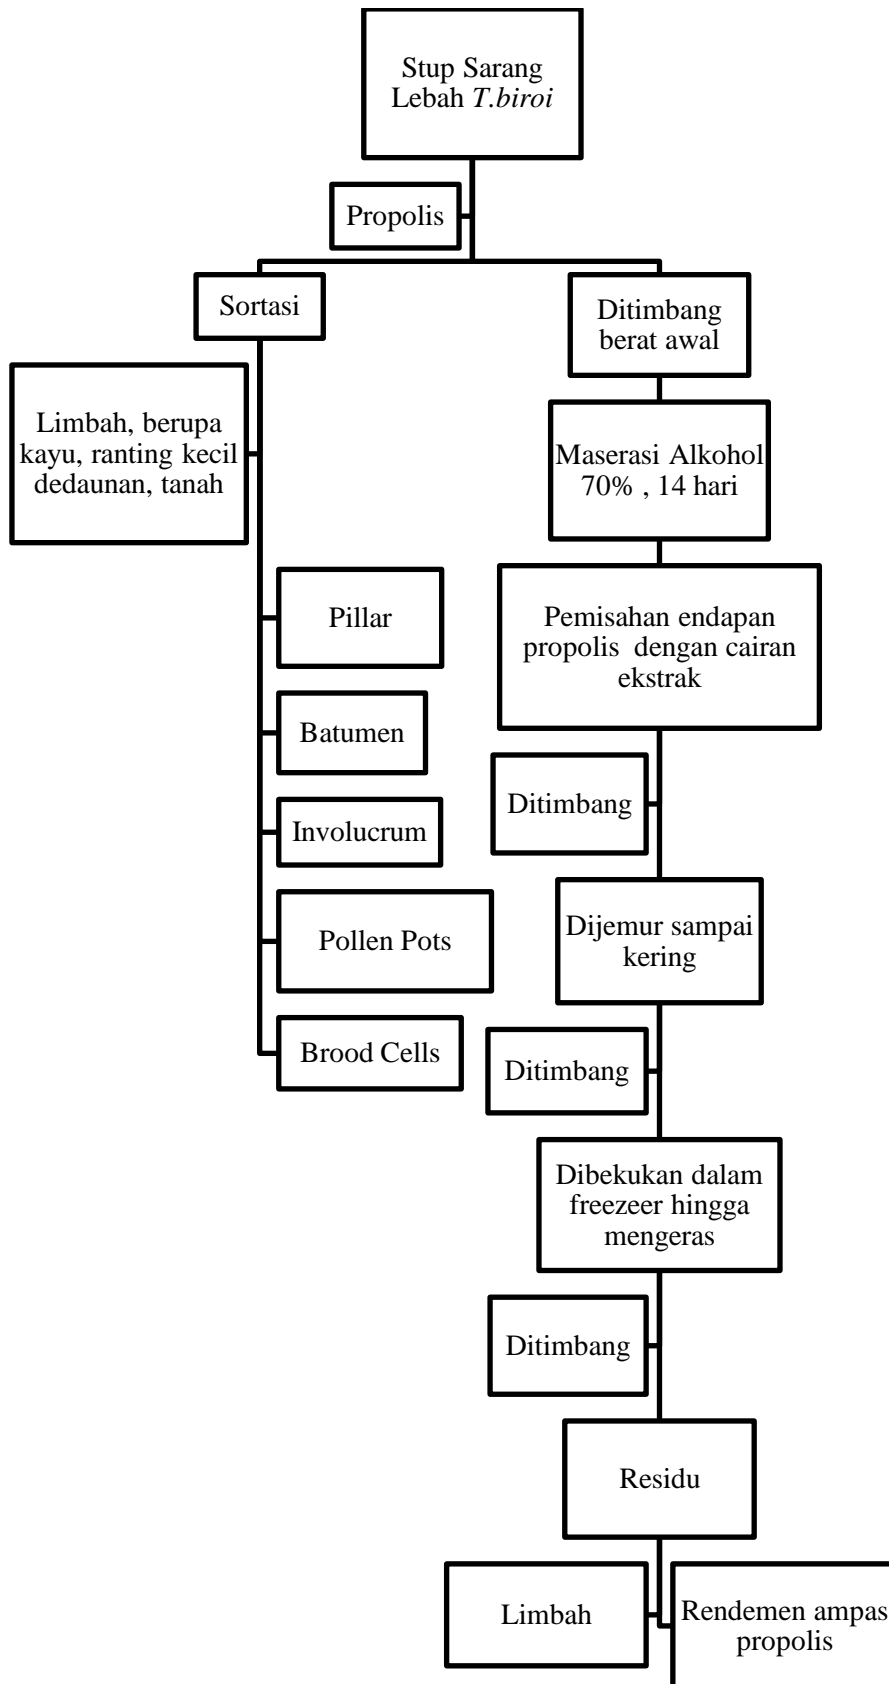 Stup Sarang
Lebah T.biroi
Propolis
Sortasi
Limbah, berupa
kayu, ranting kecil
dedaunan, tanah
Pillar
Batumen
Involucrum
Pollen Pots
Brood Cells
Ditimbang
berat awal
Maserasi Alkohol
70% , 14 hari
Pemisahan endapan
propolis  dengan cairan
ekstrak
Ditimbang
Dijemur sampai
kering
Ditimbang
Dibekukan dalam
freezeer hingga
mengeras
Ditimbang
Residu
Limbah
Rendemen ampas
propolis